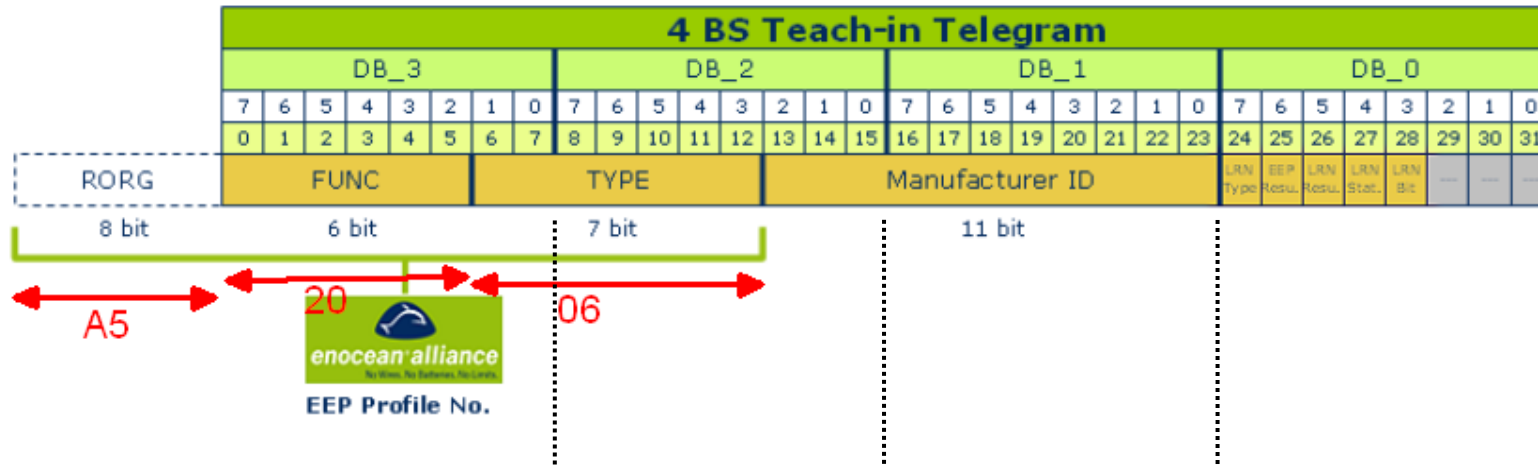 4 BS Teach-in Telegram
DB_3 DB_2 DB_1 DB_0
7 6 5 4 3 2 1 0 7 6 5 4 3 2 1 0 7 6 5 4 3 2 1 0 7 6 5 4 3 2 1 0
0 1 2 3 4 5 6 7 8 9 10 11 12 13 14 15 16 17 18 19 20 21 22 23 24 25 26 27 28 29 30 31
RORG FUNC TYPE Manufacturer ID LRN Type EEP Resu. LRN Resu. LRN Stat. LRN Bit --- --- ---
8 bit 6 bit 7 bit 11 bit
A5 20 06
enocean alliance
No Wires. No Batteries. No Limits.
EEP Profile No.